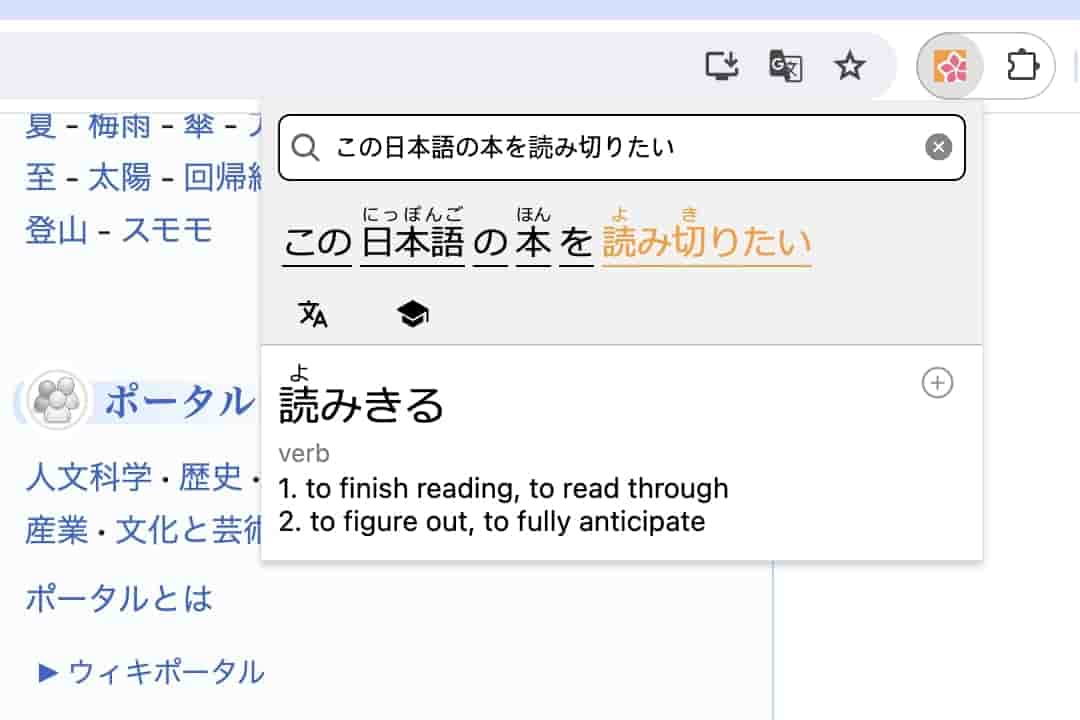 夏 - 梅雨 - 傘 -
至 - 太陽 - 回帰
登山 - スモモ
ポータル
人文科学 · 歴史 ·
産業 · 文化と芸術
ポータルとは
▶ ウィキポータル
この日本語の本を読み切りたい
にっぽんご ほん よ き
この 日本語 の 本 を 読み切りたい
よ
読みきる
verb
1. to finish reading, to read through
2. to figure out, to fully anticipate